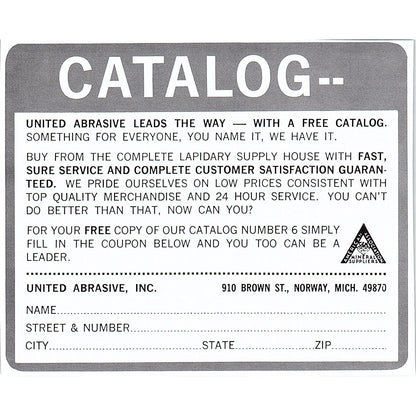 CATALOG--
UNITED ABRASIVE LEADS THE WAY — WITH A FREE CATALOG.
SOMETHING FOR EVERYONE, YOU NAME IT, WE HAVE IT.
BUY FROM THE COMPLETE LAPIDARY SUPPLY HOUSE WITH FAST,
SURE SERVICE AND COMPLETE CUSTOMER SATISFACTION GUARAN-
TEED. WE PRIDE OURSELVES ON LOW PRICES CONSISTENT WITH
TOP QUALITY MERCHANDISE AND 24 HOUR SERVICE. YOU CAN'T
DO BETTER THAN THAT, NOW CAN YOU?
FOR YOUR FREE COPY OF OUR CATALOG NUMBER 6 SIMPLY
FILL IN THE COUPON BELOW AND YOU TOO CAN BE A
LEADER.
MINERAL
SUPPLIERS
UNITED ABRASIVE, INC. 910 BROWN ST., NORWAY, MICH. 49870
NAME
STREET & NUMBER
CITY STATE ZIP